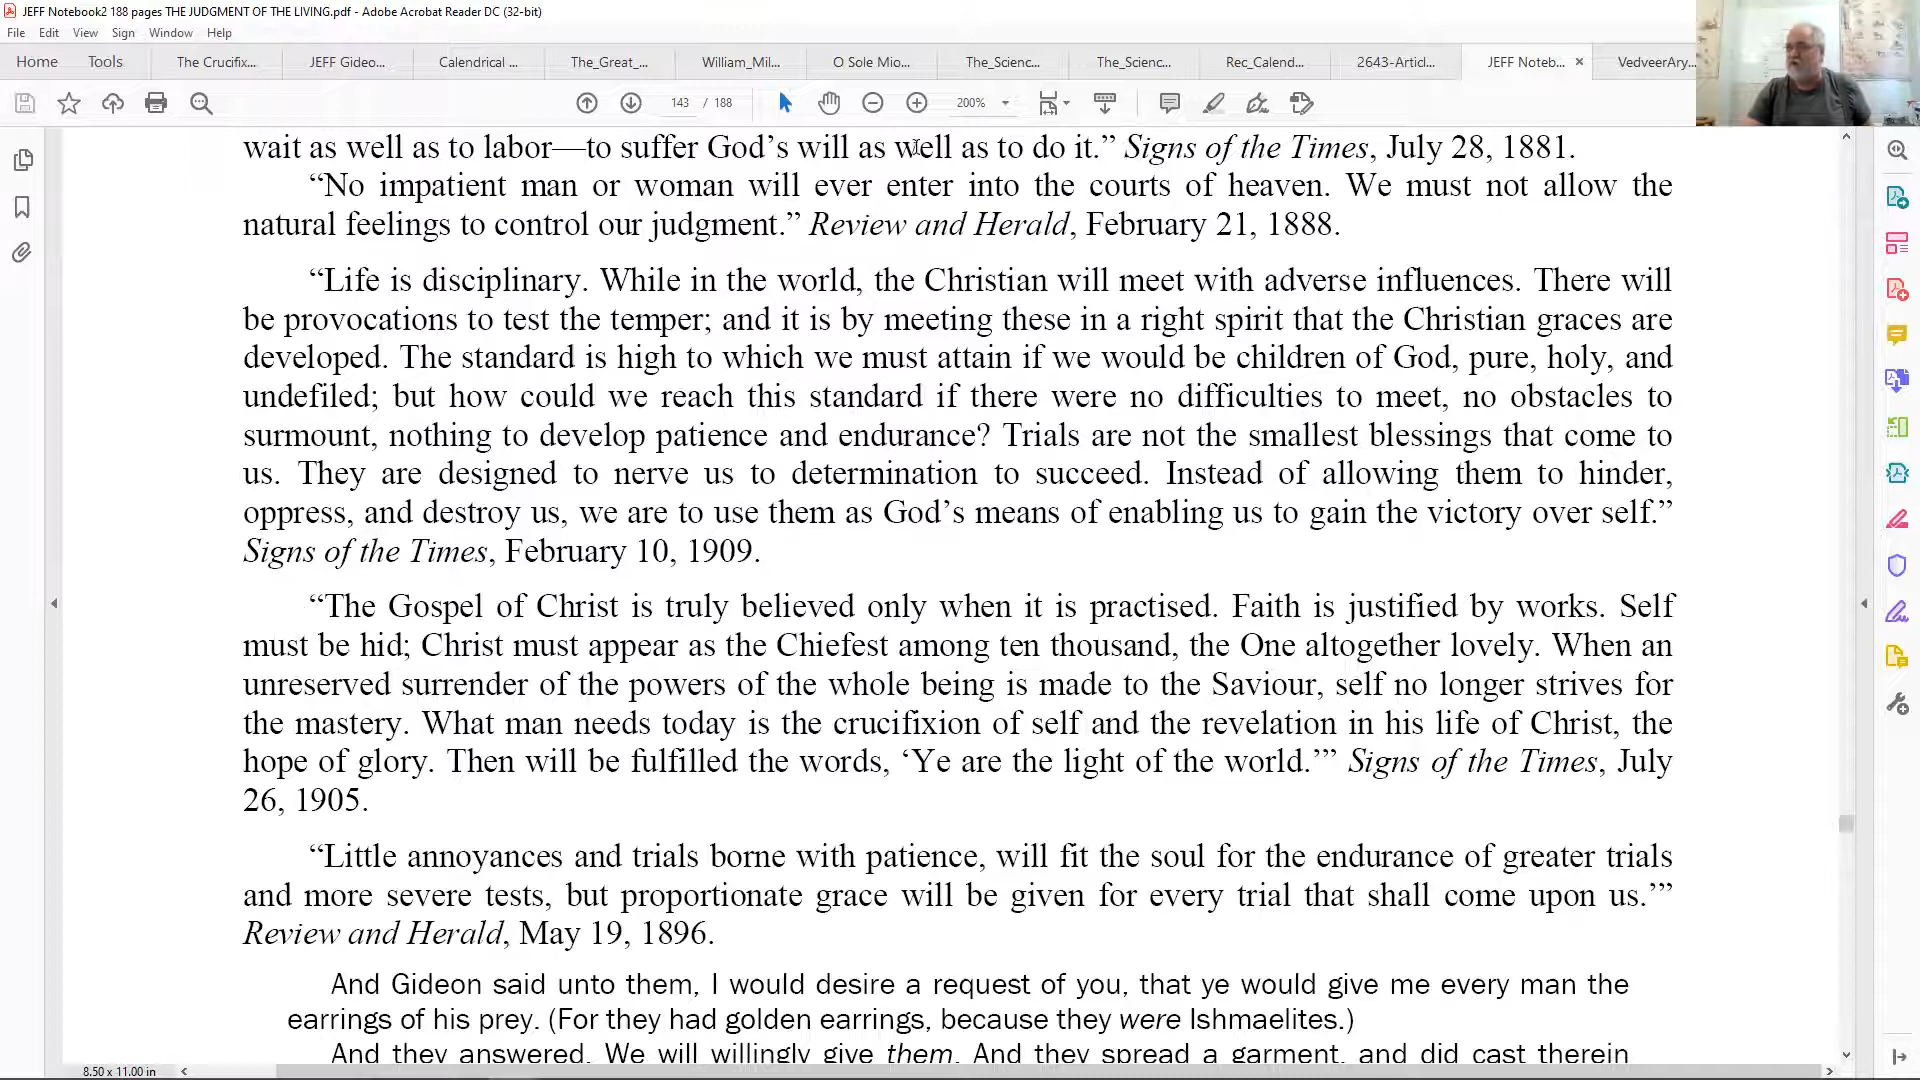 JEFF Notebook2 188 pages THE JUDGMENT OF THE LIVING.pdf - Adobe Acrobat Reader DC (32-bit)
File Edit View Sign Window Help
Home Tools The Crucifix... JEFF Gideo... Calendrical ... The_Great_... William_Mil... O Sole Mio... The_Scienc... The_Scienc... Rec_Calend... 2643-Articl... JEFF Noteb... × VedveerAry...
143 / 188 200%
wait as well as to labor—to suffer God’s will as well as to do it.” Signs of the Times, July 28, 1881.
“No impatient man or woman will ever enter into the courts of heaven. We must not allow the
natural feelings to control our judgment.” Review and Herald, February 21, 1888.
“Life is disciplinary. While in the world, the Christian will meet with adverse influences. There will
be provocations to test the temper; and it is by meeting these in a right spirit that the Christian graces are
developed. The standard is high to which we must attain if we would be children of God, pure, holy, and
undefiled; but how could we reach this standard if there were no difficulties to meet, no obstacles to
surmount, nothing to develop patience and endurance? Trials are not the smallest blessings that come to
us. They are designed to nerve us to determination to succeed. Instead of allowing them to hinder,
oppress, and destroy us, we are to use them as God’s means of enabling us to gain the victory over self.”
Signs of the Times, February 10, 1909.
“The Gospel of Christ is truly believed only when it is practised. Faith is justified by works. Self
must be hid; Christ must appear as the Chiefest among ten thousand, the One altogether lovely. When an
unreserved surrender of the powers of the whole being is made to the Saviour, self no longer strives for
the mastery. What man needs today is the crucifixion of self and the revelation in his life of Christ, the
hope of glory. Then will be fulfilled the words, ‘Ye are the light of the world.’” Signs of the Times, July
26, 1905.
“Little annoyances and trials borne with patience, will fit the soul for the endurance of greater trials
and more severe tests, but proportionate grace will be given for every trial that shall come upon us.’”
Review and Herald, May 19, 1896.
And Gideon said unto them, I would desire a request of you, that ye would give me every man the
earrings of his prey. (For they had golden earrings, because they were Ishmaelites.)
And they answered, We will willingly give them. And they spread a garment, and did cast therein
8.50 x 11.00 in